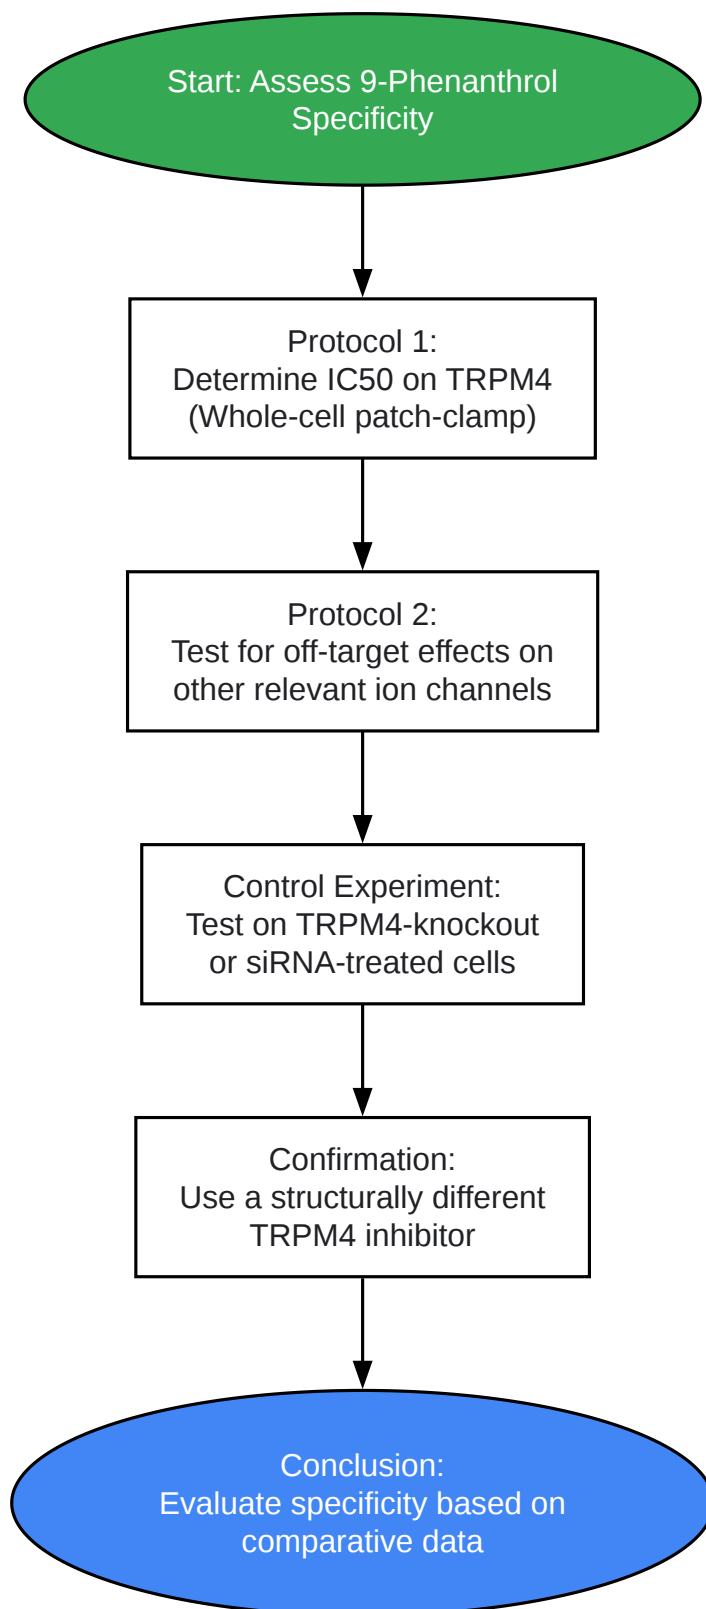 Start: Assess 9-Phenanthrol
Specificity
Protocol 1:
Determine IC50 on TRPM4
(Whole-cell patch-clamp)
Protocol 2:
Test for off-target effects on
other relevant ion channels
Control Experiment:
Test on TRPM4-knockout
or siRNA-treated cells
Confirmation:
Use a structurally different
TRPM4 inhibitor
Conclusion:
Evaluate specificity based on
comparative data